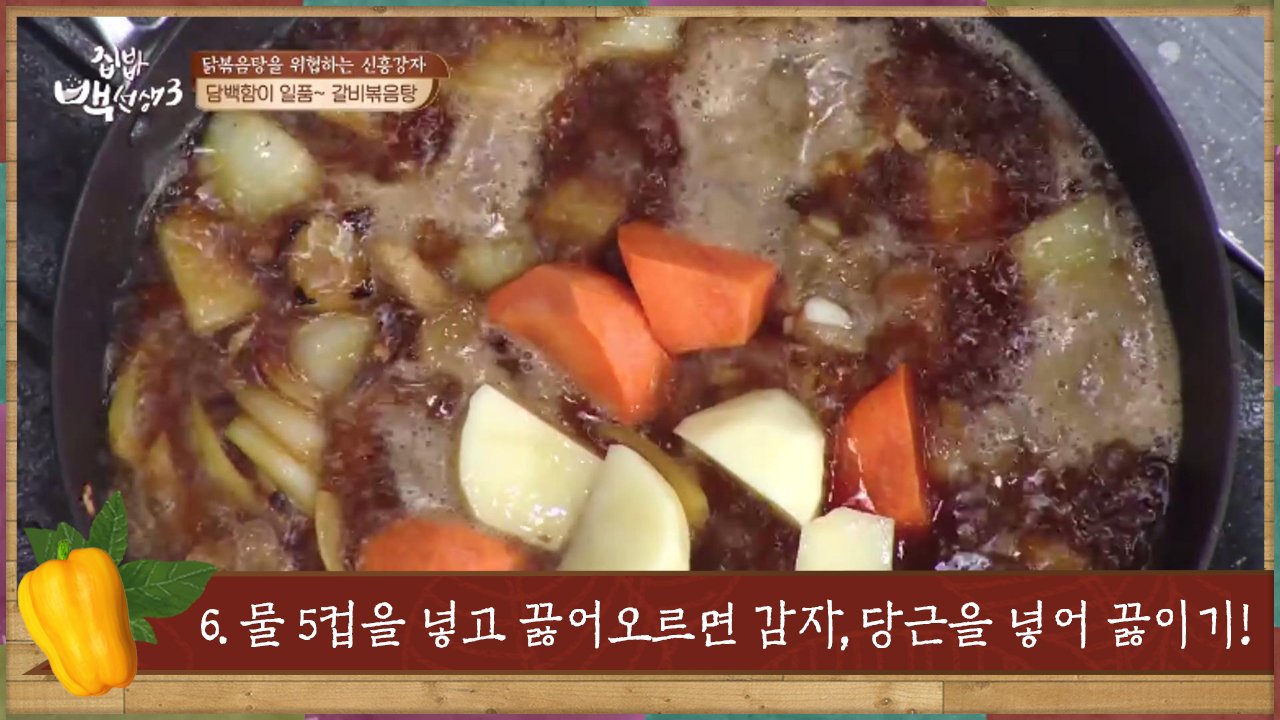 집밥
백선생3
닭볶음탕을 위협하는 신흥강자
담백함이 일품~ 갈비볶음탕
6. 물 5컵을 넣고 끓어오르면 감자, 당근을 넣어 끓이기!